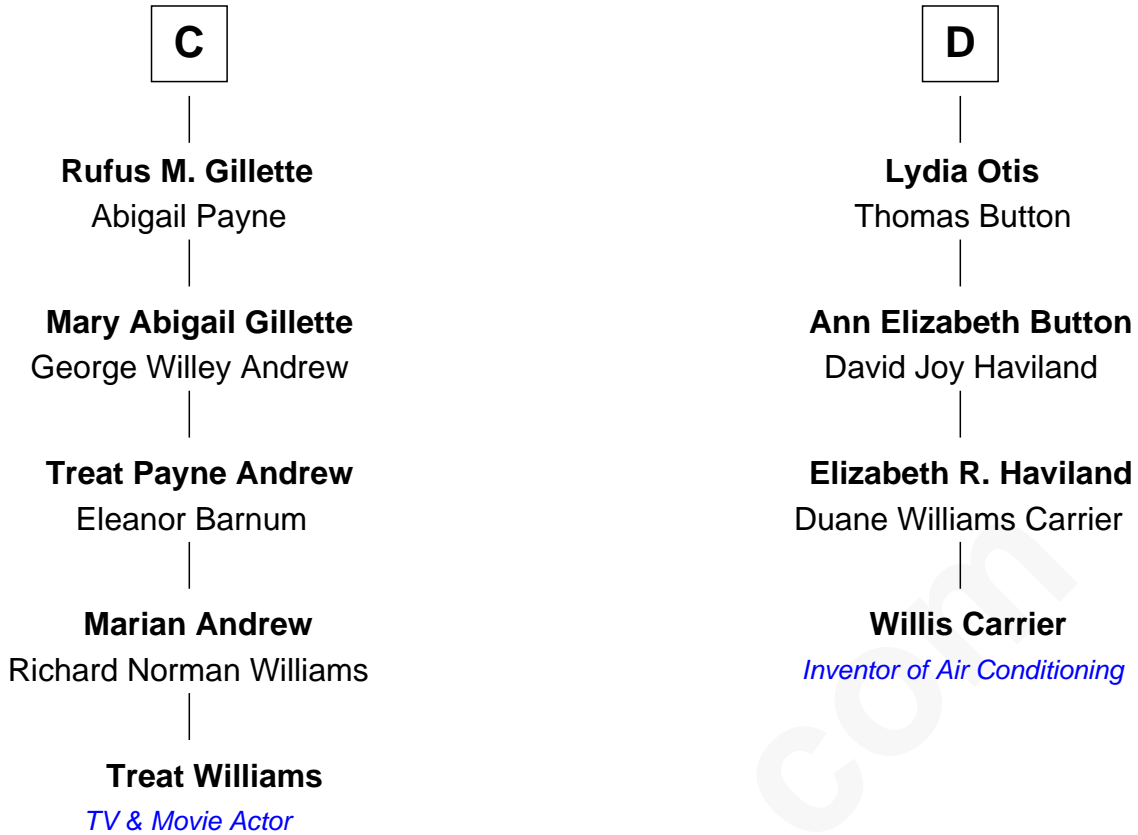 C
Rufus M. Gillette
Abigail Payne
Mary Abigail Gillette
George Willey Andrew
Treat Payne Andrew
Eleanor Barnum
Marian Andrew
Richard Norman Williams
Treat Williams
TV & Movie Actor
D
Lydia Otis
Thomas Button
Ann Elizabeth Button
David Joy Haviland
Elizabeth R. Haviland
Duane Williams Carrier
Willis Carrier
Inventor of Air Conditioning
com